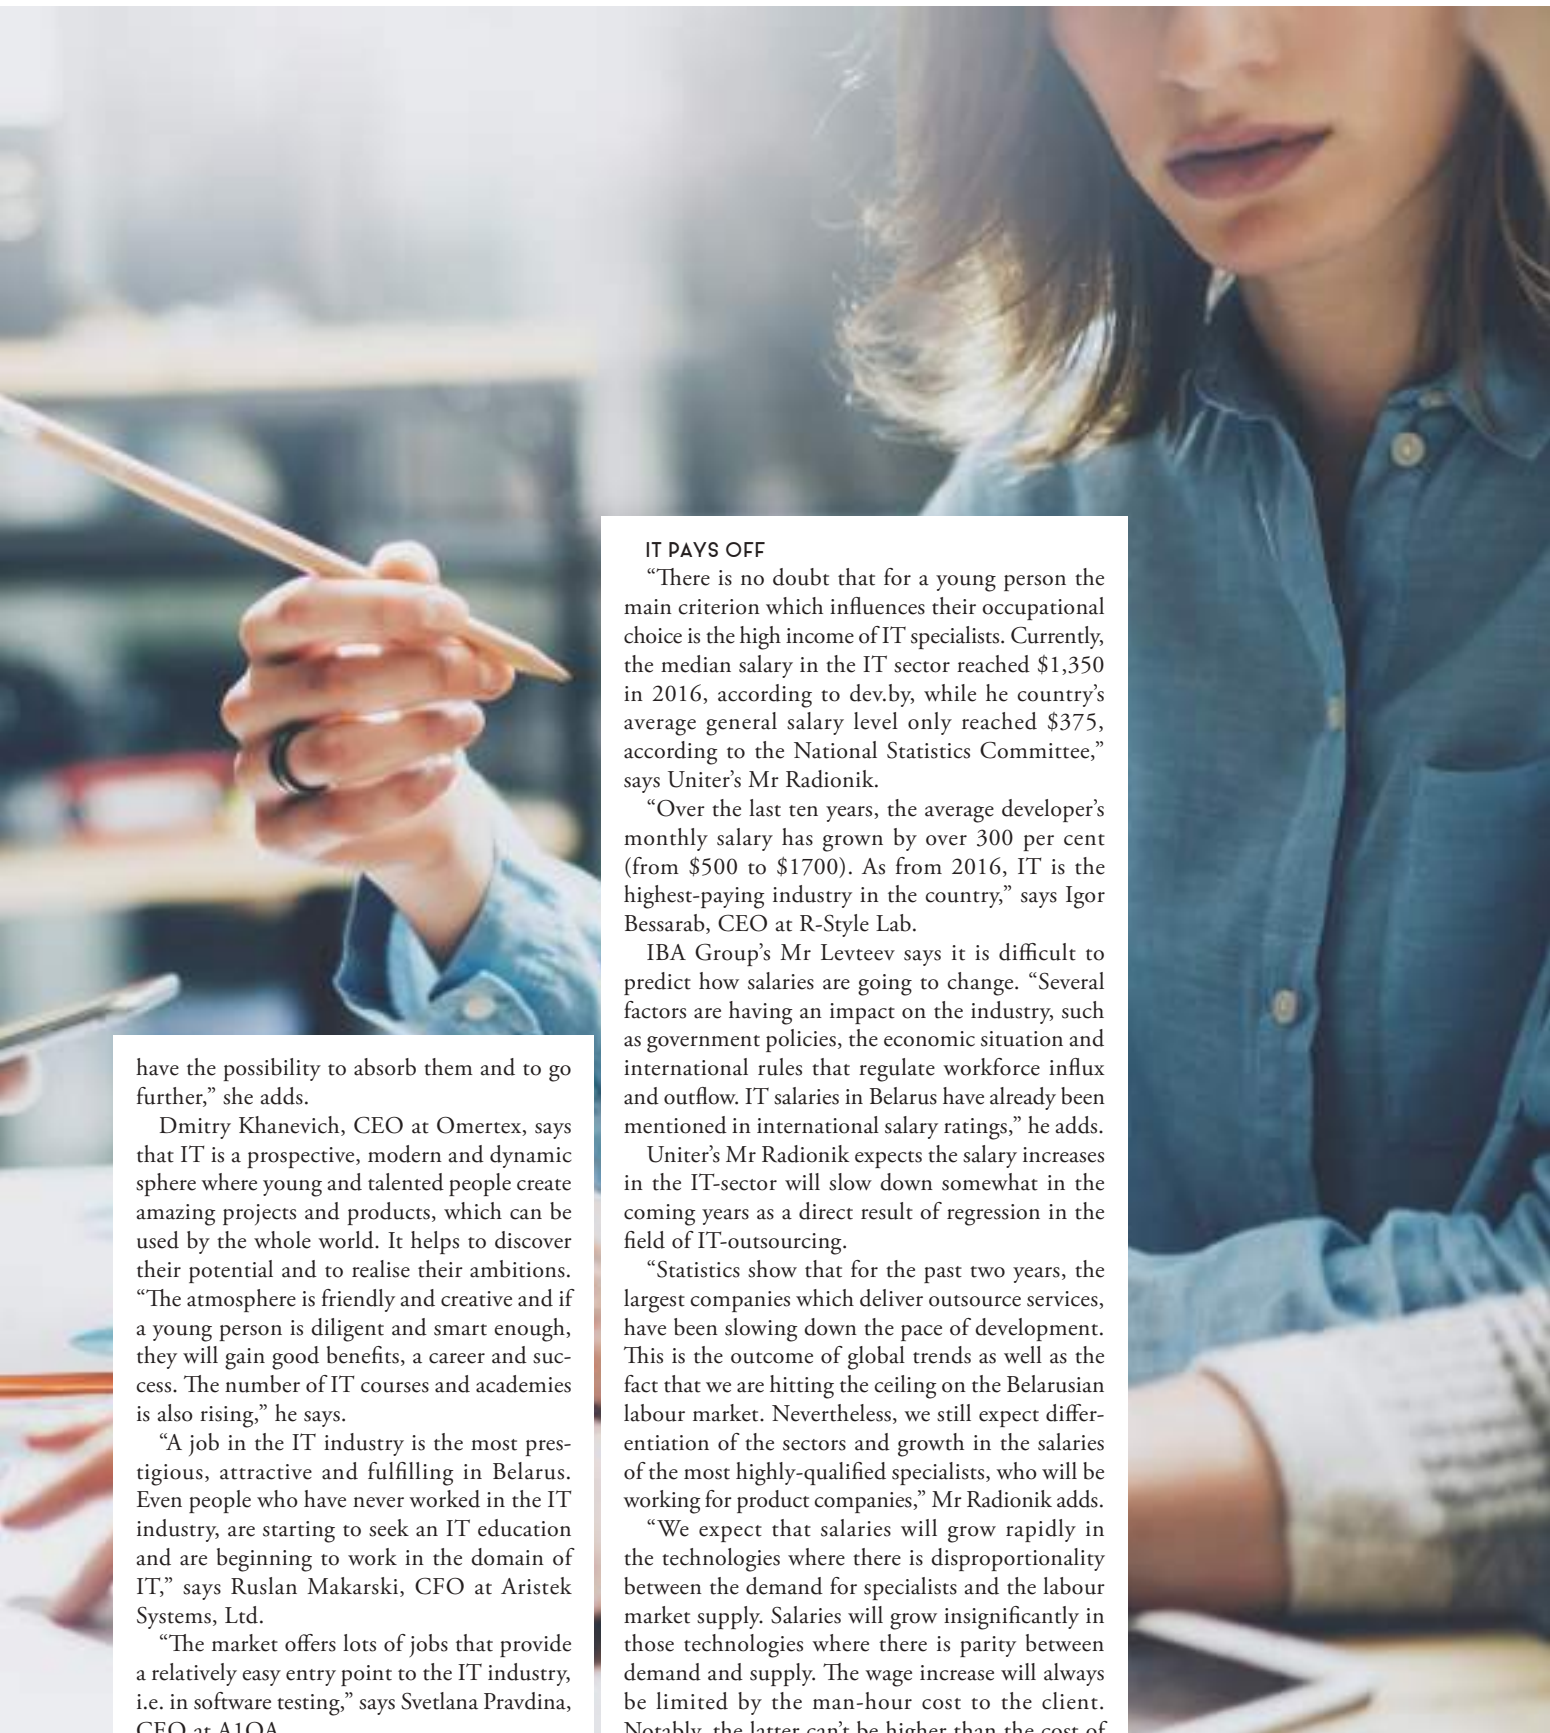 have the possibility to absorb them and to go
further,” she adds.
Dmitry Khanevich, CEO at Omertex, says
that IT is a prospective, modern and dynamic
sphere where young and talented people create
amazing projects and products, which can be
used by the whole world. It helps to discover
their potential and to realise their ambitions.
“The atmosphere is friendly and creative and if
a young person is diligent and smart enough,
they will gain good benefits, a career and suc-
cess. The number of IT courses and academies
is also rising,” he says.
“A job in the IT industry is the most pres-
tigious, attractive and fulfilling in Belarus.
Even people who have never worked in the IT
industry, are starting to seek an IT education
and are beginning to work in the domain of
IT,” says Ruslan Makarski, CFO at Aristek
Systems, Ltd.
“The market offers lots of jobs that provide
a relatively easy entry point to the IT industry,
i.e. in software testing,” says Svetlana Pravdina,
CEO at A1QA.
IT PAYS OFF
“There is no doubt that for a young person the
main criterion which influences their occupational
choice is the high income of IT specialists. Currently,
the median salary in the IT sector reached $1,350
in 2016, according to dev.by, while he country’s
average general salary level only reached $375,
according to the National Statistics Committee,”
says Uniter’s Mr Radionik.
“Over the last ten years, the average developer’s
monthly salary has grown by over 300 per cent
(from $500 to $1700). As from 2016, IT is the
highest-paying industry in the country,” says Igor
Bessarab, CEO at R-Style Lab.
IBA Group’s Mr Levteev says it is difficult to
predict how salaries are going to change. “Several
factors are having an impact on the industry, such
as government policies, the economic situation and
international rules that regulate workforce influx
and outflow. IT salaries in Belarus have already been
mentioned in international salary ratings,” he adds.
Uniter’s Mr Radionik expects the salary increases
in the IT-sector will slow down somewhat in the
coming years as a direct result of regression in the
field of IT-outsourcing.
“Statistics show that for the past two years, the
largest companies which deliver outsource services,
have been slowing down the pace of development.
This is the outcome of global trends as well as the
fact that we are hitting the ceiling on the Belarusian
labour market. Nevertheless, we still expect differ-
entiation of the sectors and growth in the salaries
of the most highly-qualified specialists, who will be
working for product companies,” Mr Radionik adds.
“We expect that salaries will grow rapidly in
the technologies where there is disproportionality
between the demand for specialists and the labour
market supply. Salaries will grow insignificantly in
those technologies where there is parity between
demand and supply. The wage increase will always
be limited by the man-hour cost to the client.
Notably, the latter can’t be higher than the cost of